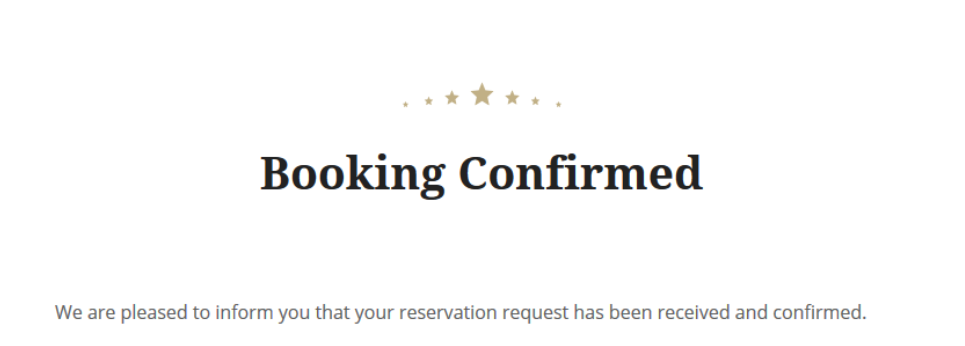 Booking Confirmed
We are pleased to inform you that your reservation request has been received and confirmed.